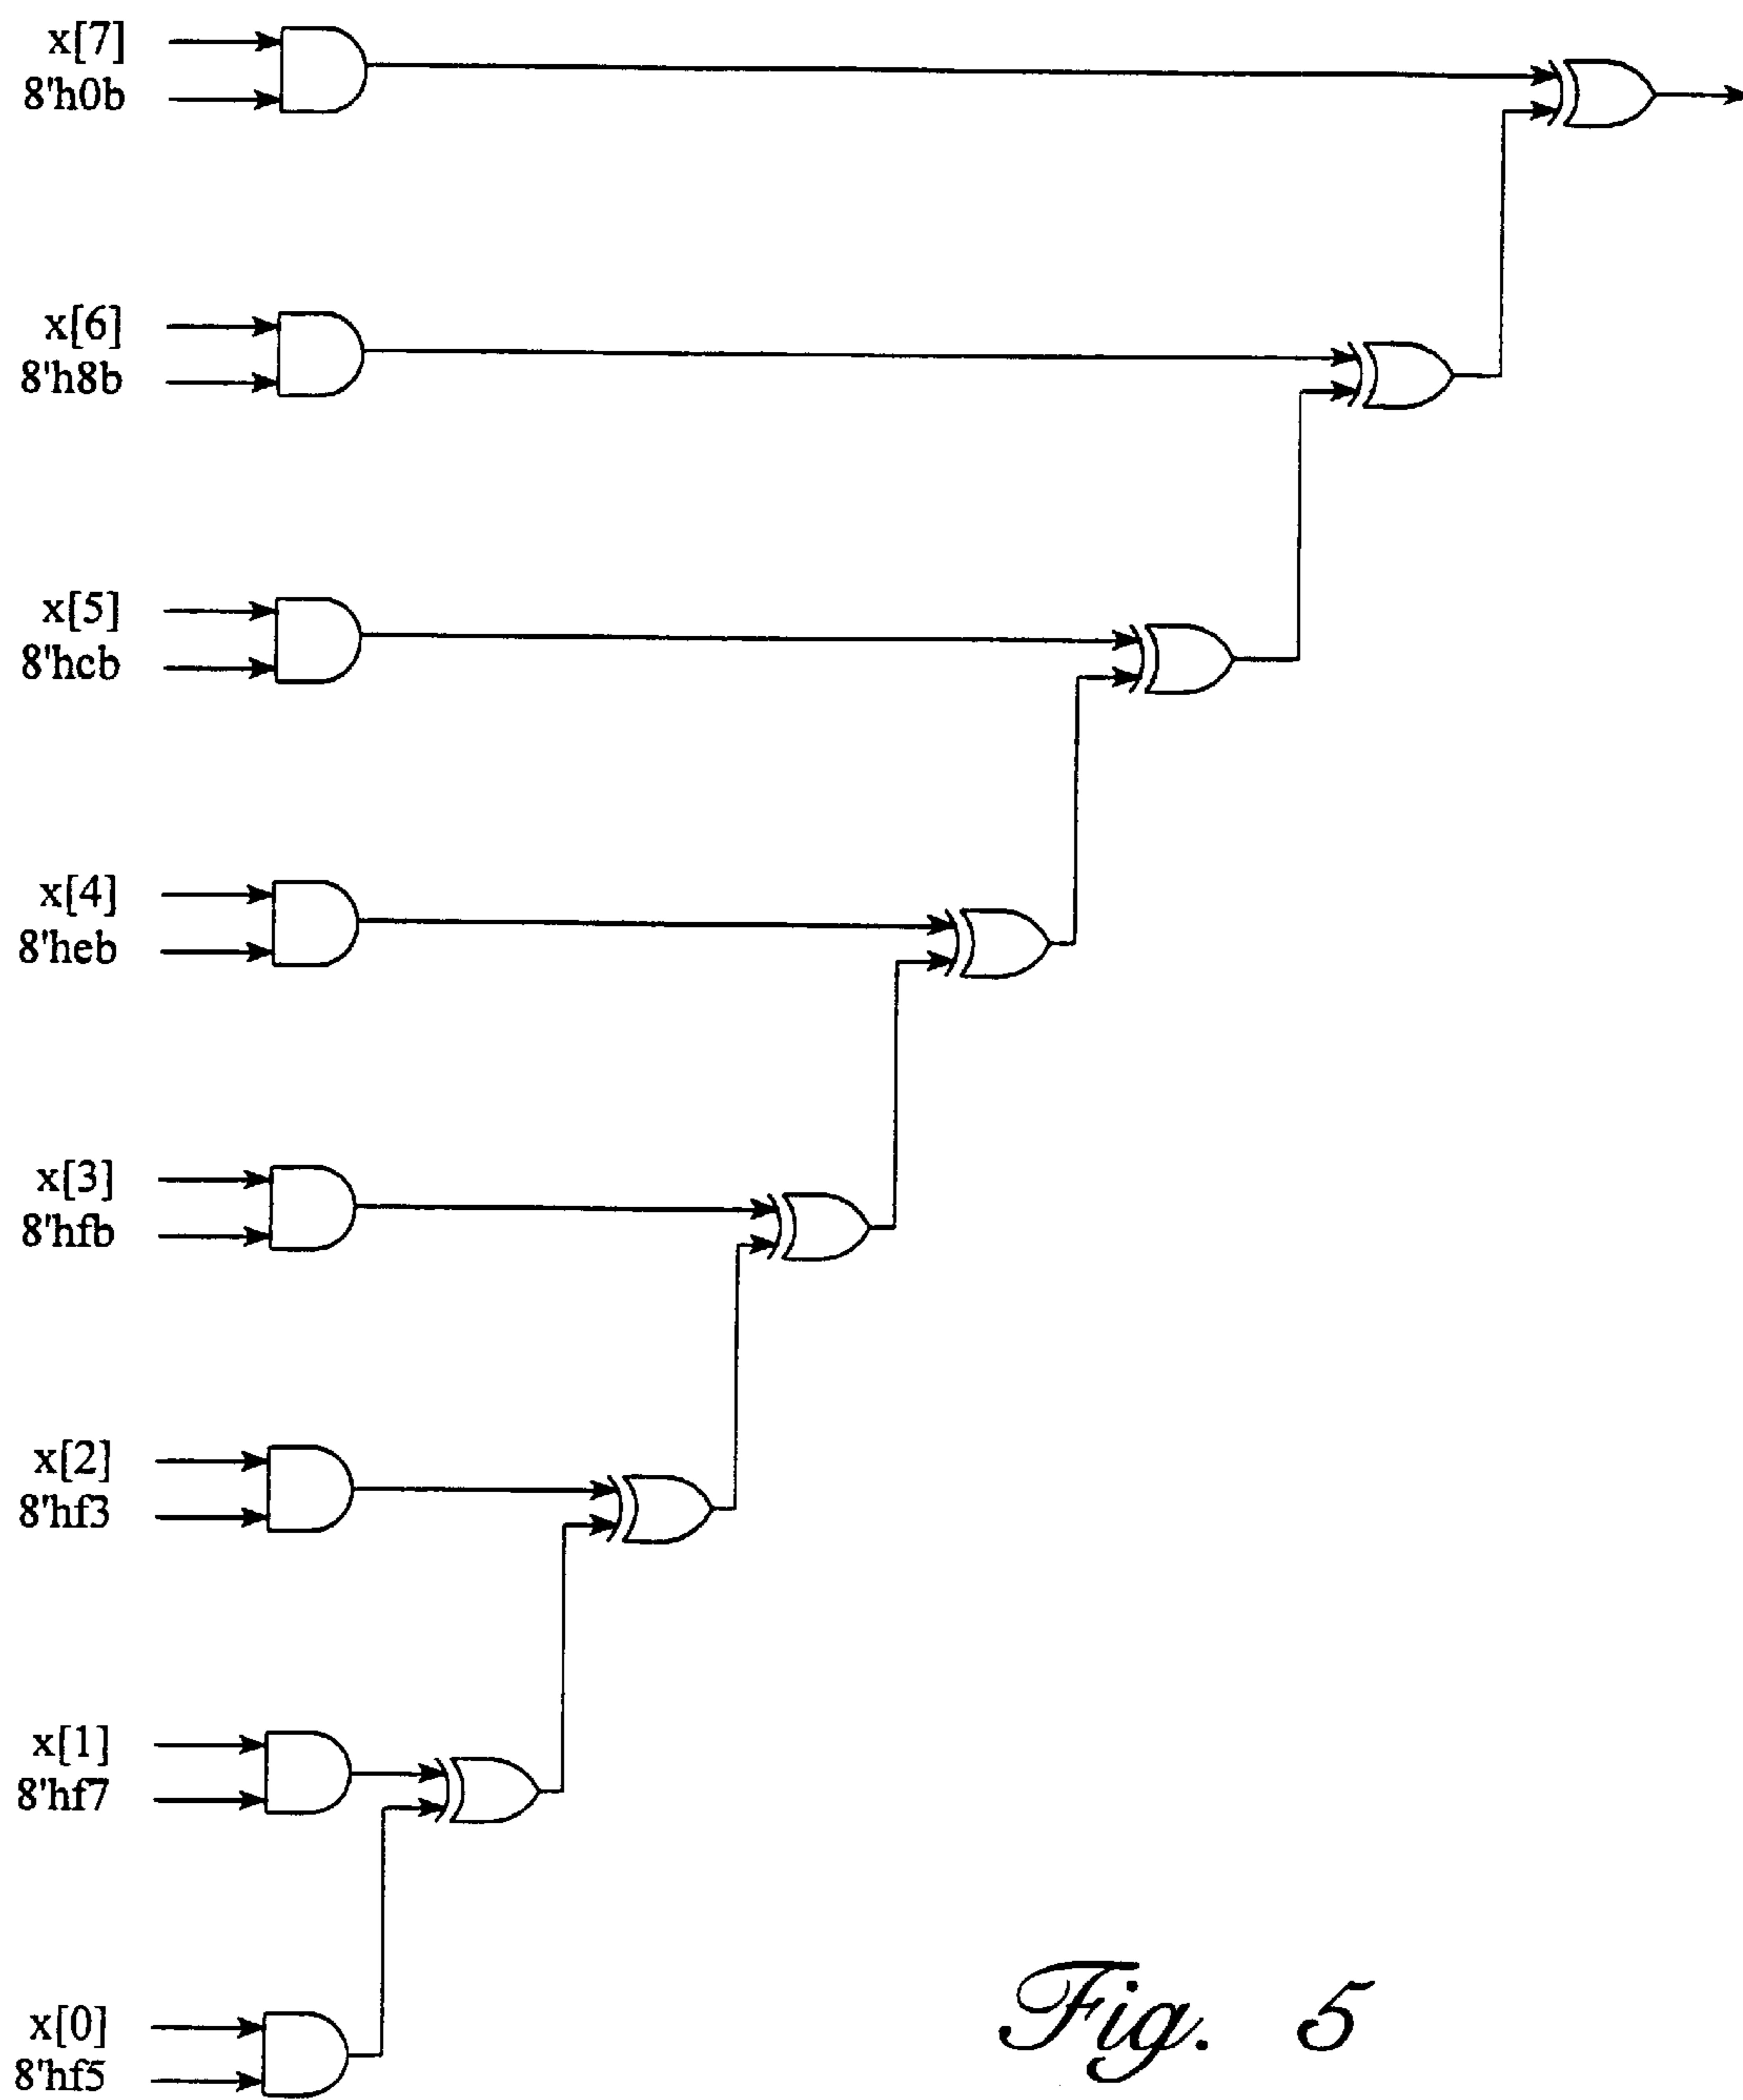 x[7]
8'h0b
x[6]
8'h8b
x[5]
8'hcb
x[4]
8'heb
x[3]
8'hfb
x[2]
8'hf3
x[1]
8'hf7
x[0]
8'hf5
Fig. 5